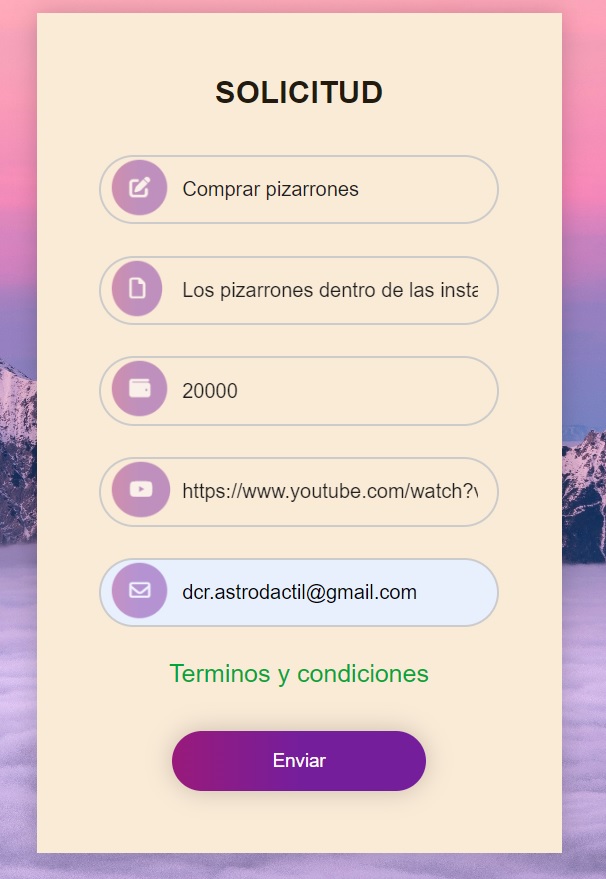 SOLICITUD
Comprar pizarrones
Los pizarrones dentro de las insta
20000
https://www.youtube.com/watch?v
dcr.astrodactil@gmail.com
Terminos y condiciones
Enviar